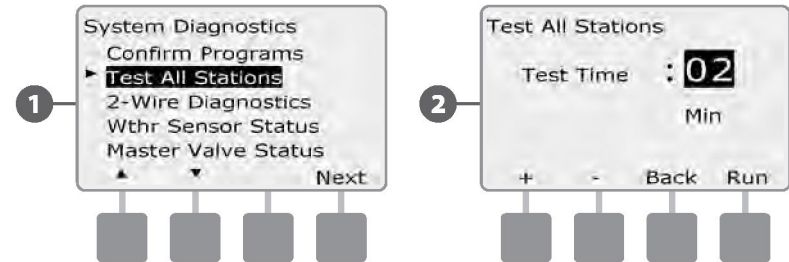 1
System Diagnostics
Confirm Programs
Test All Stations
2-Wire Diagnostics
Wthr Sensor Status
Master Valve Status
Next
2
Test All Stations
Test Time : 02
Min
+ - Back Run